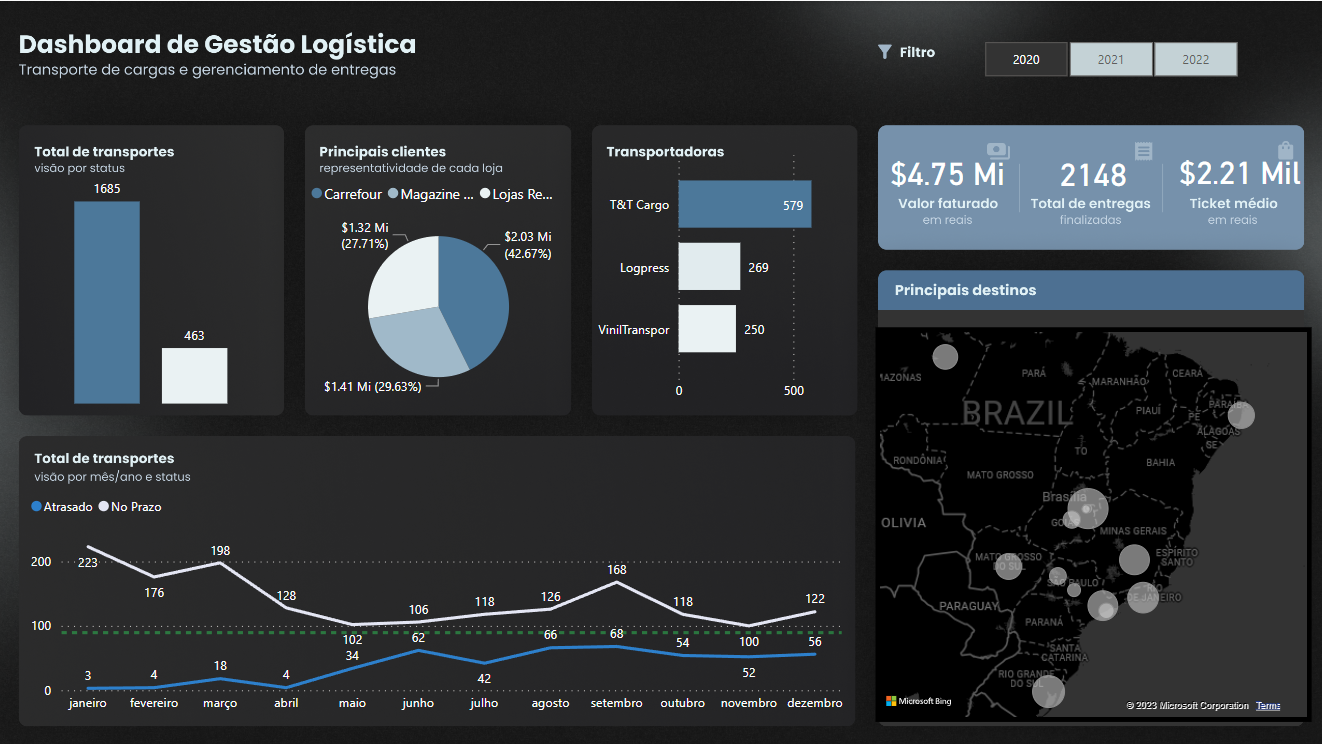 Dashboard de Gestão Logística
Transporte de cargas e gerenciamento de entregas
Filtro
2020
2021
2022
Total de transportes
visão por status
1685
463
Principais clientes
representatividade de cada loja
Carrefour
Magazine ...
Lojas Re...
$1.32 Mi
(27.71%)
$2.03 Mi
(42.67%)
$1.41 Mi (29.63%)
Transportadoras
T&T Cargo
579
Logpress
269
VinilTranspor
250
0
500
$4.75 Mi
Valor faturado
em reais
2148
Total de entregas
finalizadas
$2.21 Mil
Ticket médio
em reais
Principais destinos
AZONAS
PARÁ
MARANHÃO
CEARÁ
BRAZIL
PIAUÍ
PARAÍBA
PE
ALAGOAS
SE
RONDÔNIA
MATO GROSSO
TO
BAHIA
Brasília
OLIVIA
GOIÁS
MINAS GERAIS
MATO GROSSO
DO SUL
ESPÍRITO
SANTO
SÃO PAULO
RIO
DE JANEIRO
PARAGUAY
PARANÁ
SANTA
CATARINA
RIO GRANDE
DO SUL
Microsoft Bing
© 2023 Microsoft Corporation
Terms
Total de transportes
visão por mês/ano e status
Atrasado
No Prazo
200
100
0
223
176
198
128
102
106
118
126
168
118
100
122
3
4
18
4
34
62
42
66
68
54
52
56
janeiro
fevereiro
março
abril
maio
junho
julho
agosto
setembro
outubro
novembro
dezembro